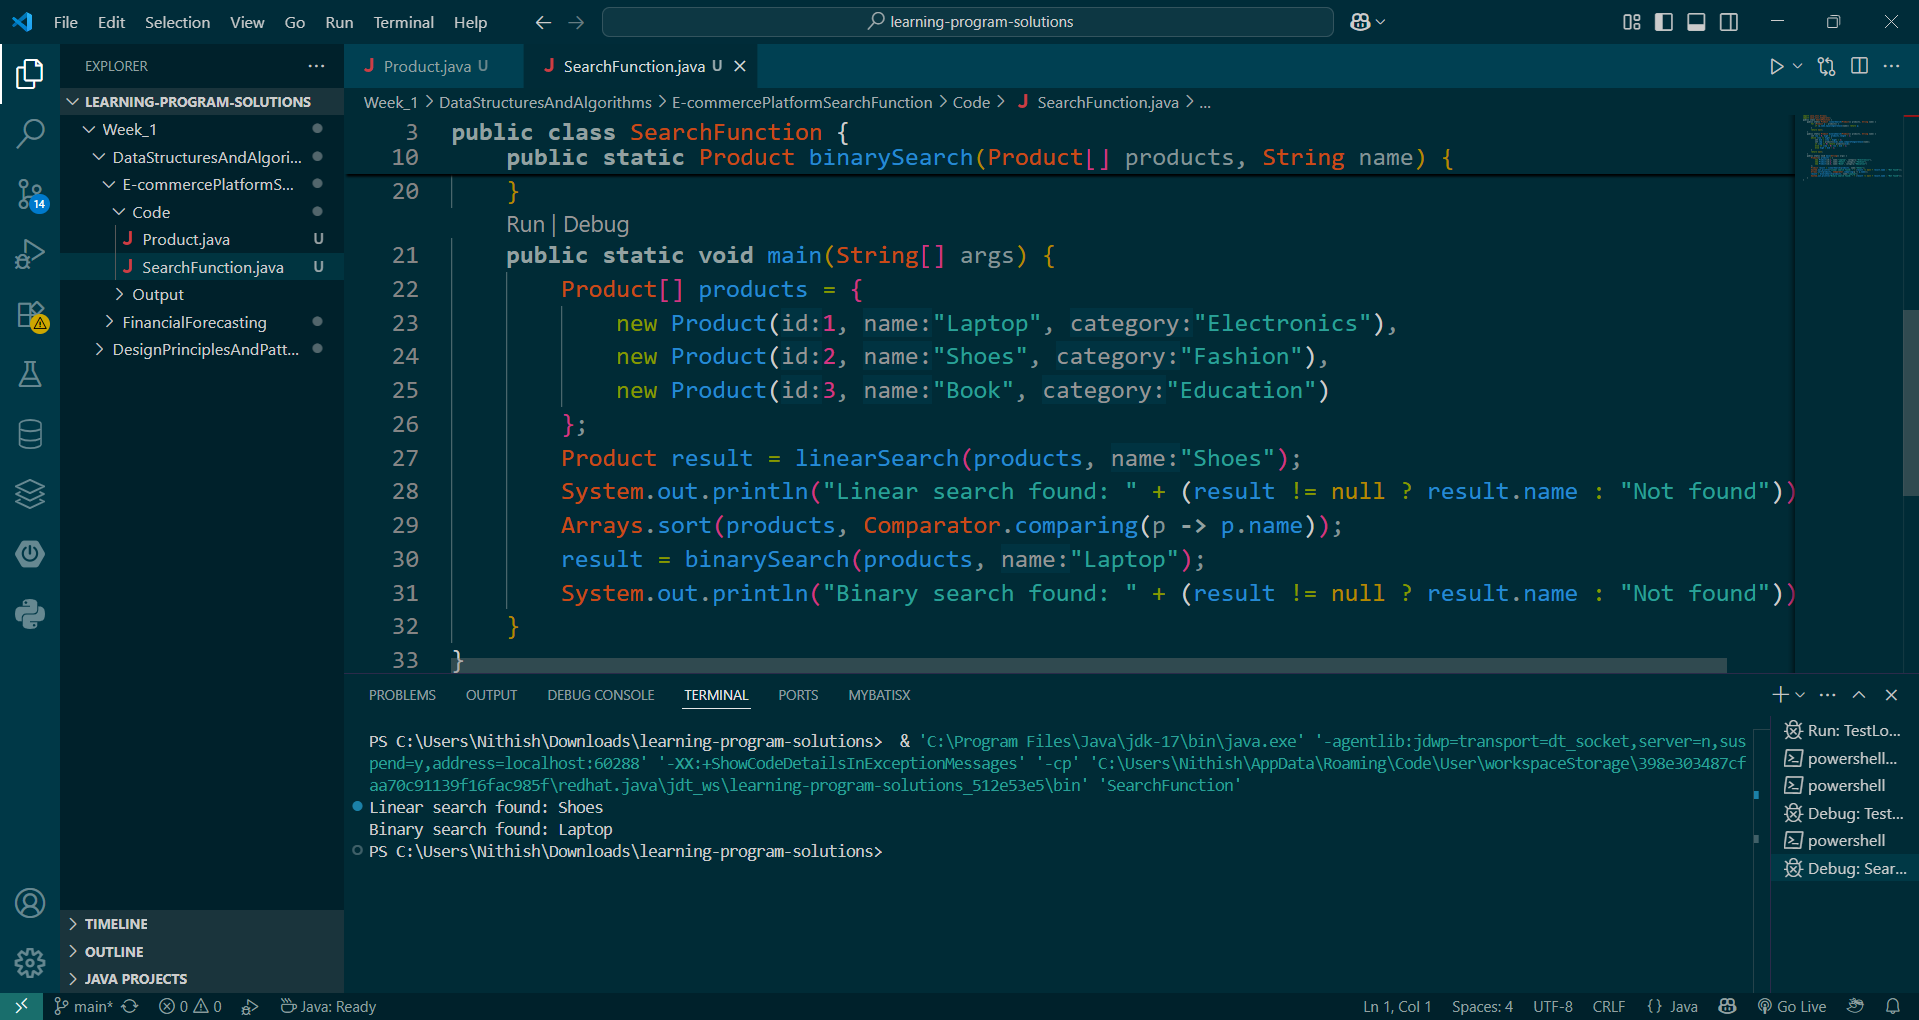 File Edit Selection View Go Run Terminal Help
learning-program-solutions
EXPLORER
LEARNING-PROGRAM-SOLUTIONS
Week_1
DataStructuresAndAlgori...
E-commercePlatformS...
Code
Product.java U
SearchFunction.java U
Output
FinancialForecasting
DesignPrinciplesAndPatt...
TIMELINE
OUTLINE
JAVA PROJECTS
14
Product.java U
SearchFunction.java U
Week_1 > DataStructuresAndAlgorithms > E-commercePlatformSearchFunction > Code > SearchFunction.java > ...
3 public class SearchFunction {
10 public static Product binarySearch(Product[] products, String name) {
20 }
Run | Debug
21 public static void main(String[] args) {
22 Product[] products = {
23 new Product(id:1, name:"Laptop", category:"Electronics"),
24 new Product(id:2, name:"Shoes", category:"Fashion"),
25 new Product(id:3, name:"Book", category:"Education")
26 };
27 Product result = linearSearch(products, name:"Shoes");
28 System.out.println("Linear search found: " + (result != null ? result.name : "Not found"))
29 Arrays.sort(products, Comparator.comparing(p -> p.name));
30 result = binarySearch(products, name:"Laptop");
31 System.out.println("Binary search found: " + (result != null ? result.name : "Not found"))
32 }
33 }
PROBLEMS OUTPUT DEBUG CONSOLE TERMINAL PORTS MYBATISX
PS C:\Users\Nithish\Downloads\learning-program-solutions> & 'C:\Program Files\Java\jdk-17\bin\java.exe' '-agentlib:jdwp=transport=dt_socket,server=n,sus
pend=y,address=localhost:60288' '-XX:+ShowCodeDetailsInExceptionMessages' '-cp' 'C:\Users\Nithish\AppData\Roaming\Code\User\workspaceStorage\398e303487cf
aa70c91139f16fac985f\redhat.java\jdt_ws\learning-program-solutions_512e53e5\bin' 'SearchFunction'
Linear search found: Shoes
Binary search found: Laptop
PS C:\Users\Nithish\Downloads\learning-program-solutions>
Run: TestLo...
powershell...
powershell
Debug: Test...
powershell
Debug: Sear...
main* 0 0 Java: Ready
Ln 1, Col 1 Spaces: 4 UTF-8 CRLF {} Java Go Live